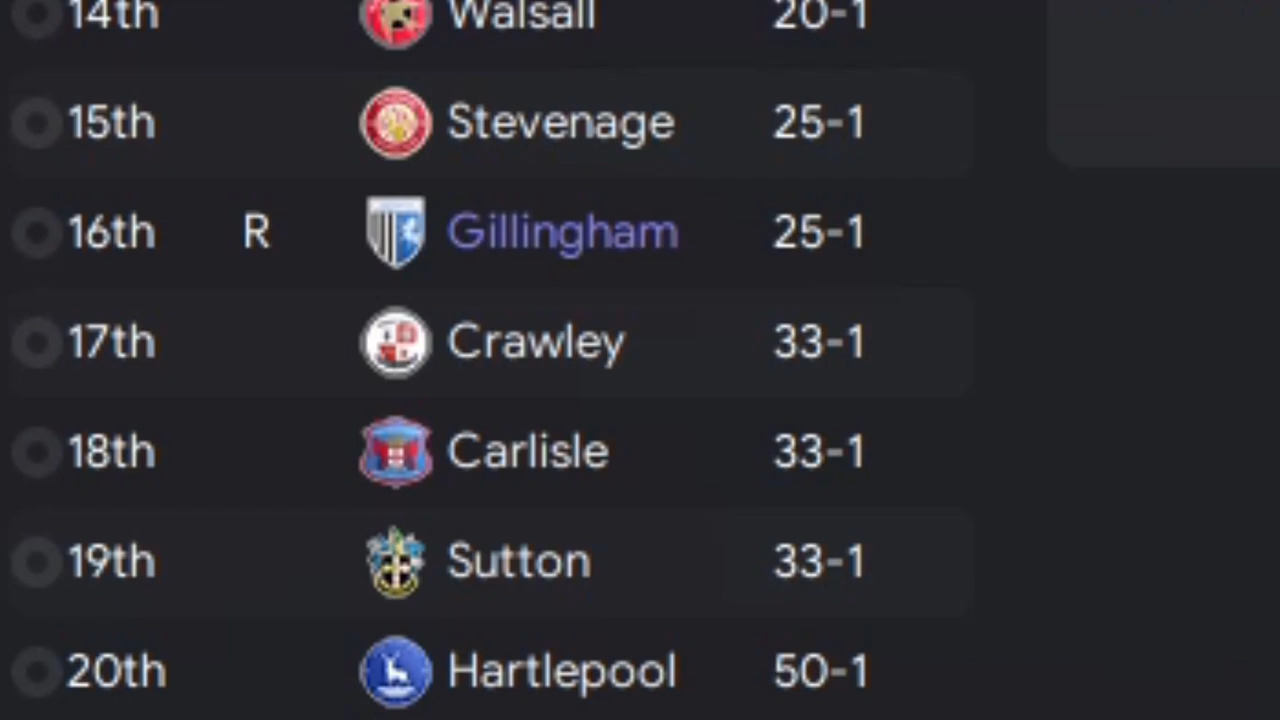 14th Walsall 20-1
15th Stevenage 25-1
16th R Gillingham 25-1
17th Crawley 33-1
18th Carlisle 33-1
19th Sutton 33-1
20th Hartlepool 50-1